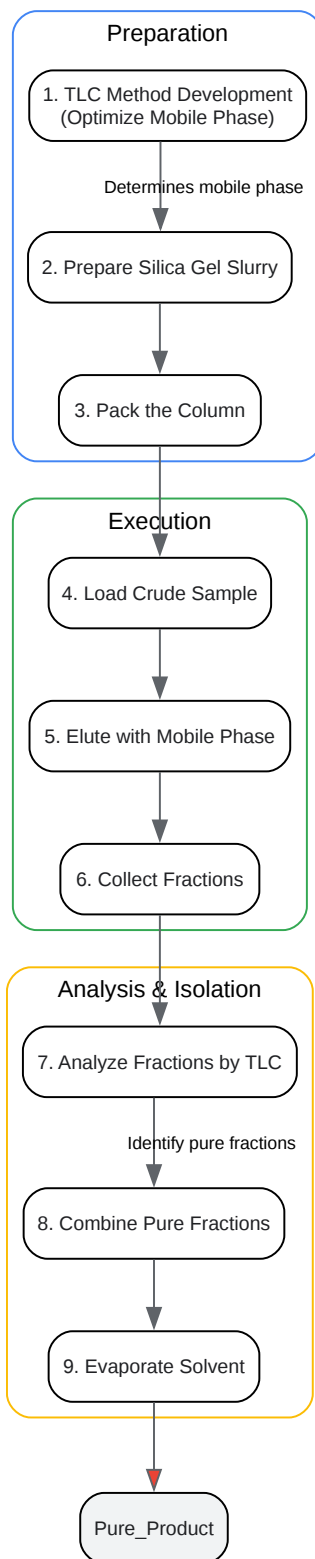 Preparation
1. TLC Method Development
(Optimize Mobile Phase)
Determines mobile phase
2. Prepare Silica Gel Slurry
3. Pack the Column
Execution
4. Load Crude Sample
5. Elute with Mobile Phase
6. Collect Fractions
Analysis & Isolation
7. Analyze Fractions by TLC
Identify pure fractions
8. Combine Pure Fractions
9. Evaporate Solvent
Pure_Product